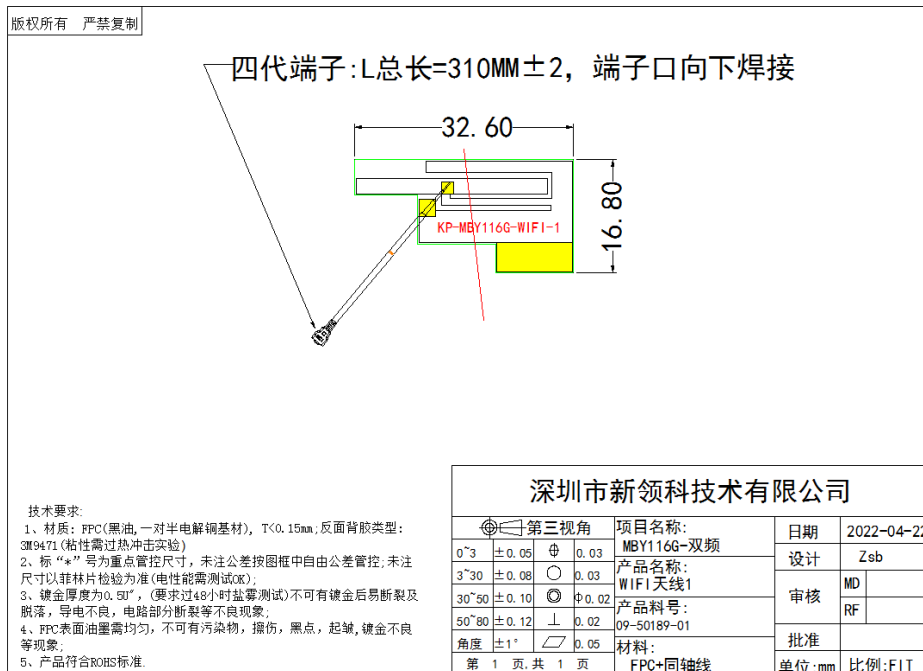 版权所有 严禁复制
四代端子:L总长=310MM±2, 端子口向下焊接
32.60
16.80
KP-MBY116G-WIFI-1
技术要求:
1、材质: FPC(黑油,一对半电解铜基材), T<0.15mm;反面背胶类型:
3M9471(粘性需过热冲击实验)
2、标“*”号为重点管控尺寸, 未注公差按图框中自由公差管控;未注
尺寸以菲林片检验为准(电性能需测试OK);
3、镀金厚度为0.5U", (要求过48小时盐雾测试)不可有镀金后易断裂及
脱落, 导电不良, 电路部分断裂等不良现象;
4、FPC表面油墨需均匀, 不可有污染物, 擦伤, 黑点, 起皱,镀金不良
等现象;
5、产品符合ROHS标准.
深圳市新领科技术有限公司
第三视角
0~3 ±0.05 0.03
3~30 ±0.08 0.03
30~50 ±0.10 Φ0.02
50~80 ±0.12 ⊥ 0.02
角度 ±1° 0.05
第 1 页,共 1 页
项目名称:
MBY116G-双频
产品名称:
WIFI天线1
产品料号:
09-50189-01
材料:
FPC+同轴线
日期 2022-04-22
设计 Zsb
审核 MD
RF
批准
单位:mm 比例:FIT